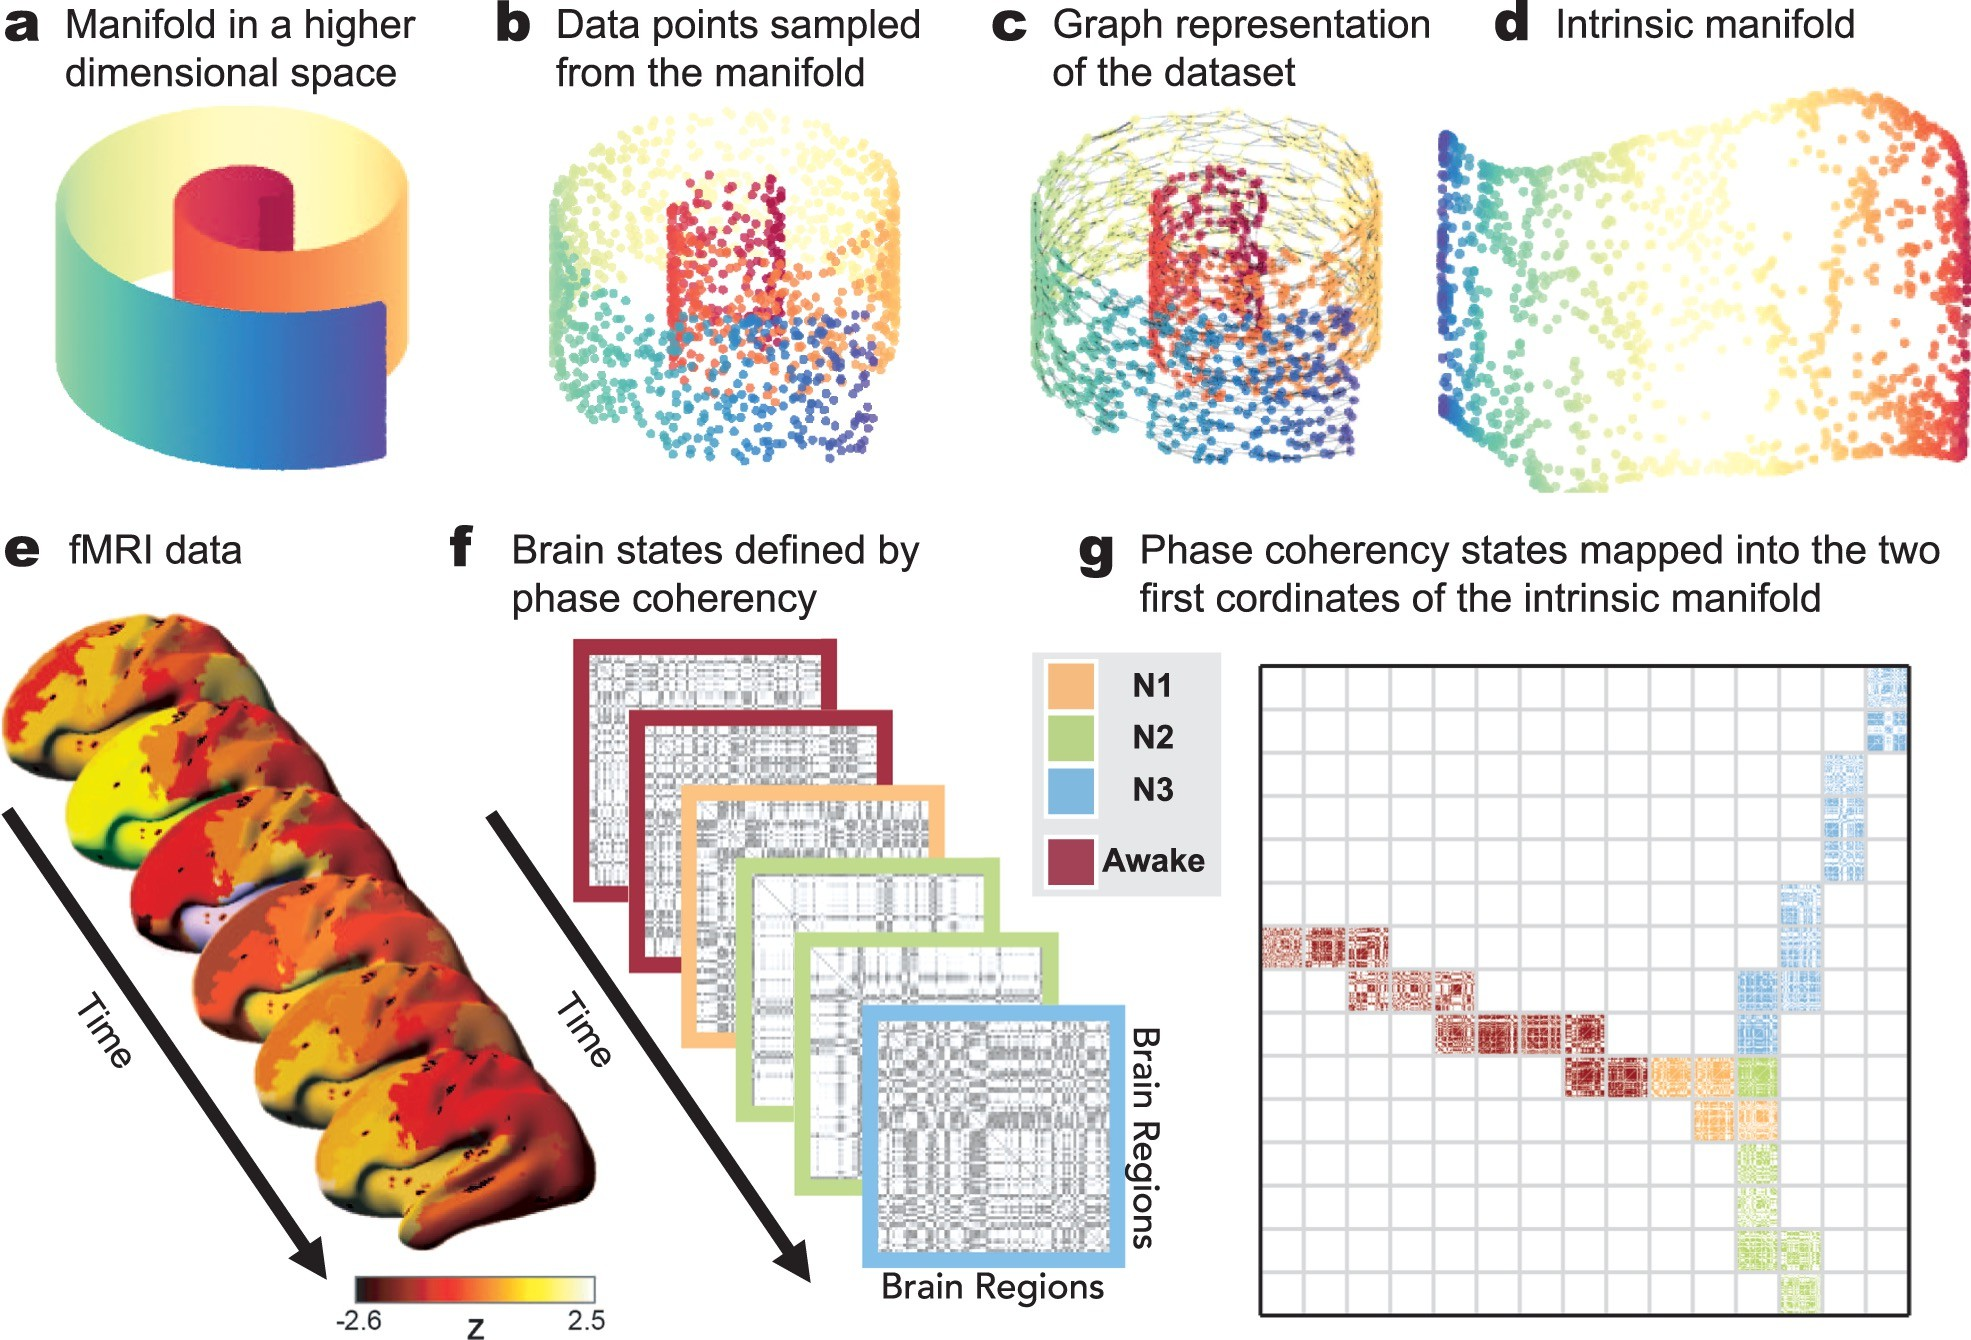 a Manifold in a higher
dimensional space
b Data points sampled
from the manifold
c Graph representation
of the dataset
d Intrinsic manifold
e fMRI data
f Brain states defined by
phase coherency
g Phase coherency states mapped into the two
first cordinates of the intrinsic manifold
N1
N2
N3
Awake
Time
Time
Brain Regions
Brain Regions
-2.6
z
2.5